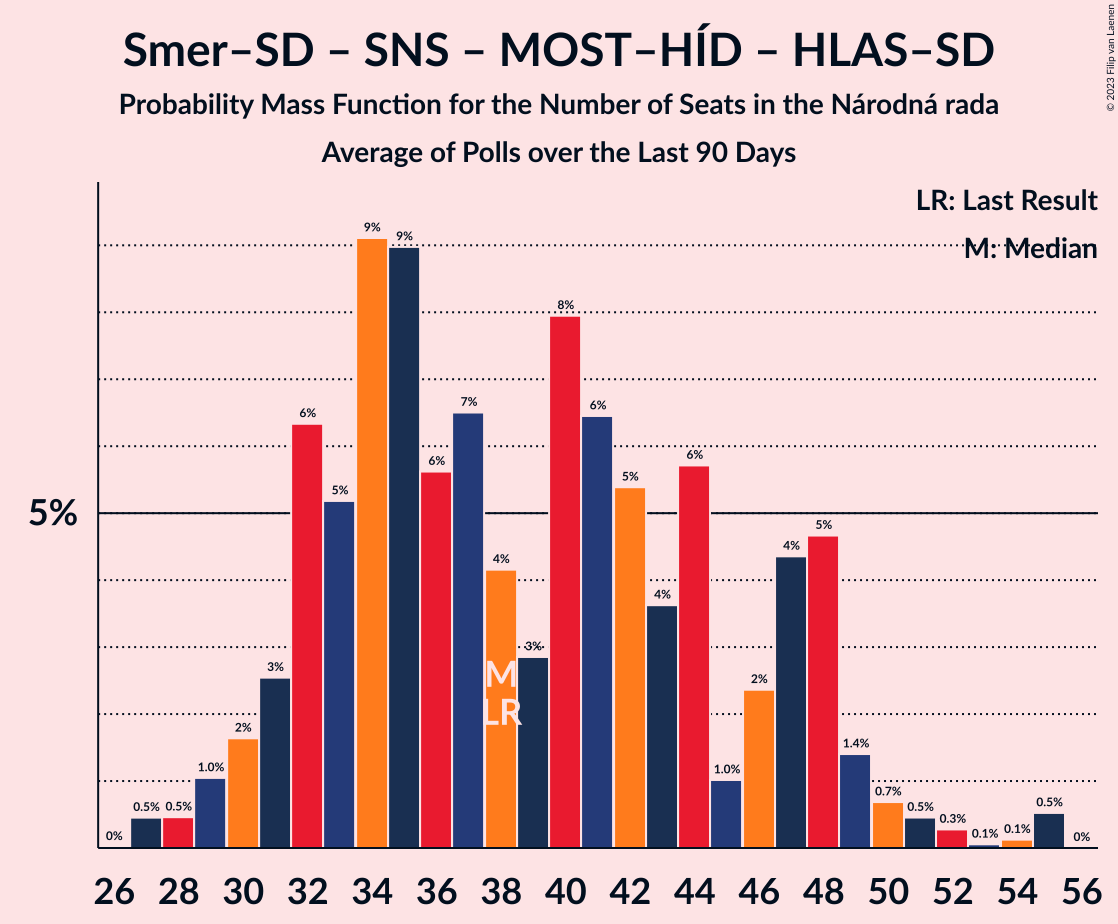 Smer–SD – SNS – MOST–HÍD – HLAS–SD
Probability Mass Function for the Number of Seats in the Národná rada
Average of Polls over the Last 90 Days
© 2023 Filip van Laenen
LR: Last Result
M: Median
5%
0% 0.5% 0.5% 1.0% 2% 3% 6% 5% 9% 9% 6% 7% 4% 3% 8% 6% 5% 4% 6% 1.0% 2% 4% 5% 1.4% 0.7% 0.5% 0.3% 0.1% 0.1% 0.5% 0%
M
LR
26 28 30 32 34 36 38 40 42 44 46 48 50 52 54 56